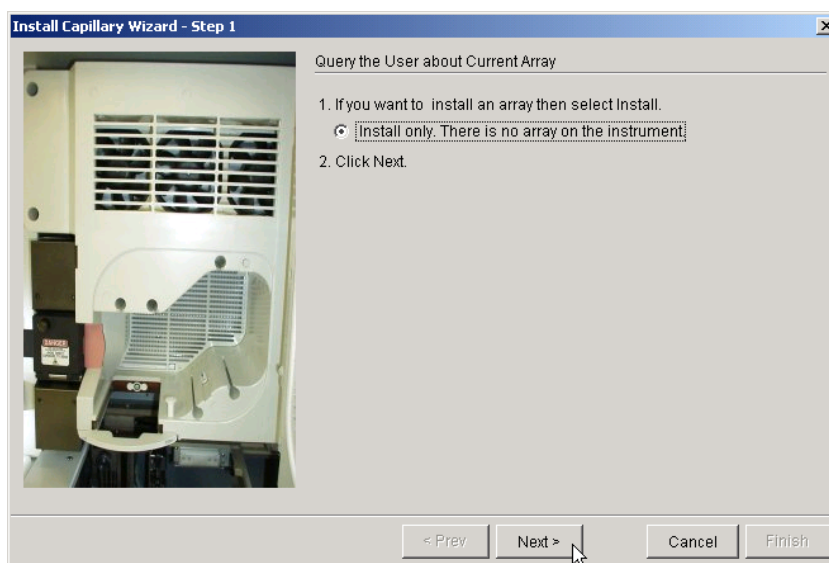 Install Capillary Wizard - Step 1
Query the User about Current Array
1. If you want to  install an array then select Install.
Install only. There is no array on the instrument.
2. Click Next.
DANGER
< Prev
Next >
Cancel
Finish